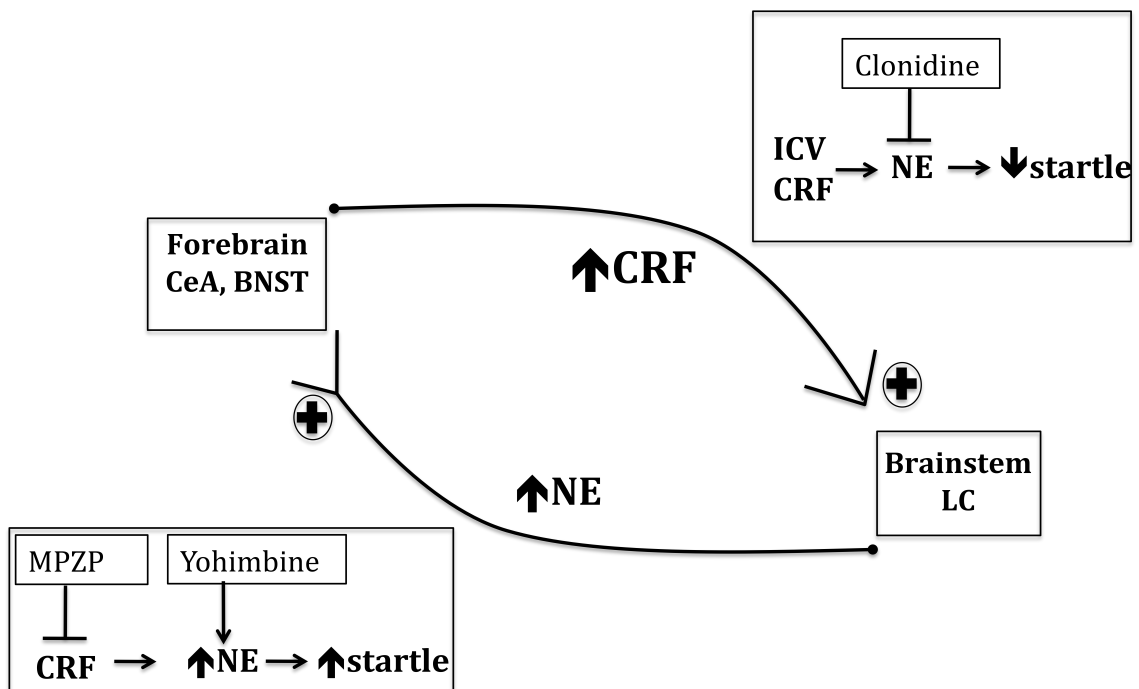 Clonidine
ICV
CRF
NE
startle
Forebrain
CeA, BNST
CRF
Brainstem
LC
NE
MPZP
Yohimbine
CRF
NE
startle